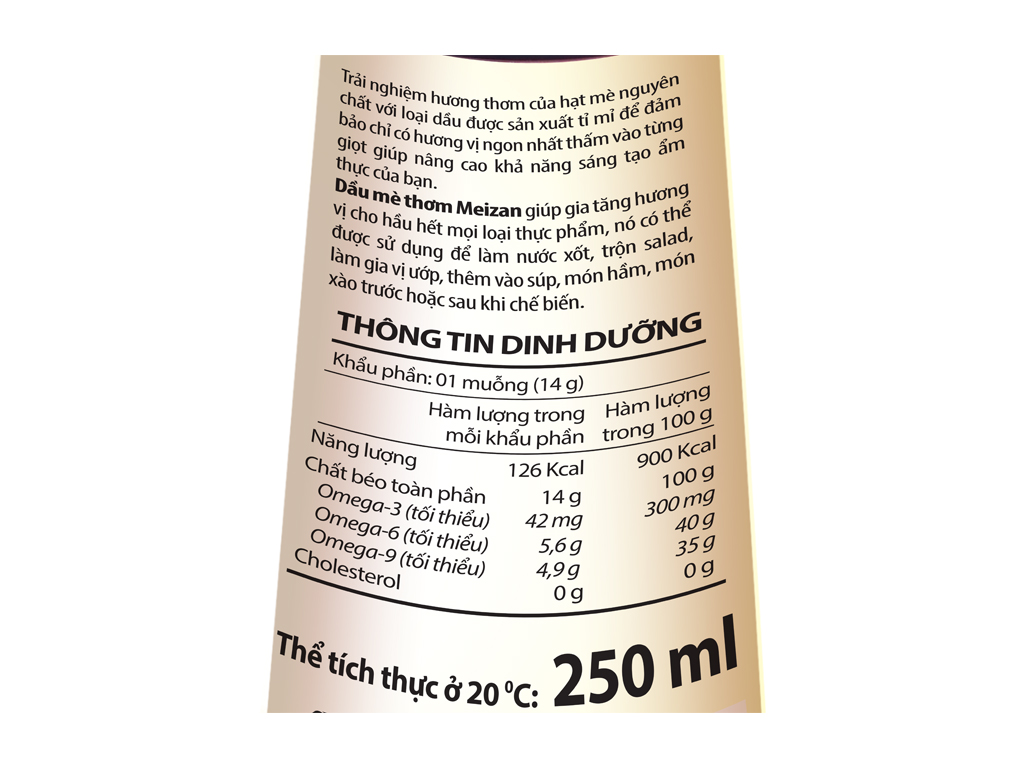 Trải nghiệm hương thơm của hạt mè nguyên
chất với loại dầu được sản xuất tỉ mỉ để đảm
bảo chỉ có hương vị ngon nhất thấm vào từng
giọt giúp nâng cao khả năng sáng tạo ẩm
thực của bạn.
Dầu mè thơm Meizan giúp gia tăng hương
vị cho hầu hết mọi loại thực phẩm, nó có thể
được sử dụng để làm nước xốt, trộn salad,
làm gia vị ướp, thêm vào súp, món hầm, món
xào trước hoặc sau khi chế biến.
THÔNG TIN DINH DƯỠNG
Khẩu phần: 01 muỗng (14 g)
Hàm lượng trong Hàm lượng
mỗi khẩu phần trong 100 g
Năng lượng 126 Kcal 900 Kcal
Chất béo toàn phần 14 g 100 g
Omega-3 (tối thiểu) 42 mg 300 mg
Omega-6 (tối thiểu) 5,6 g 40 g
Omega-9 (tối thiểu) 4,9 g 35 g
Cholesterol 0 g 0 g
Thể tích thực ở 20 ⁰C: 250 ml